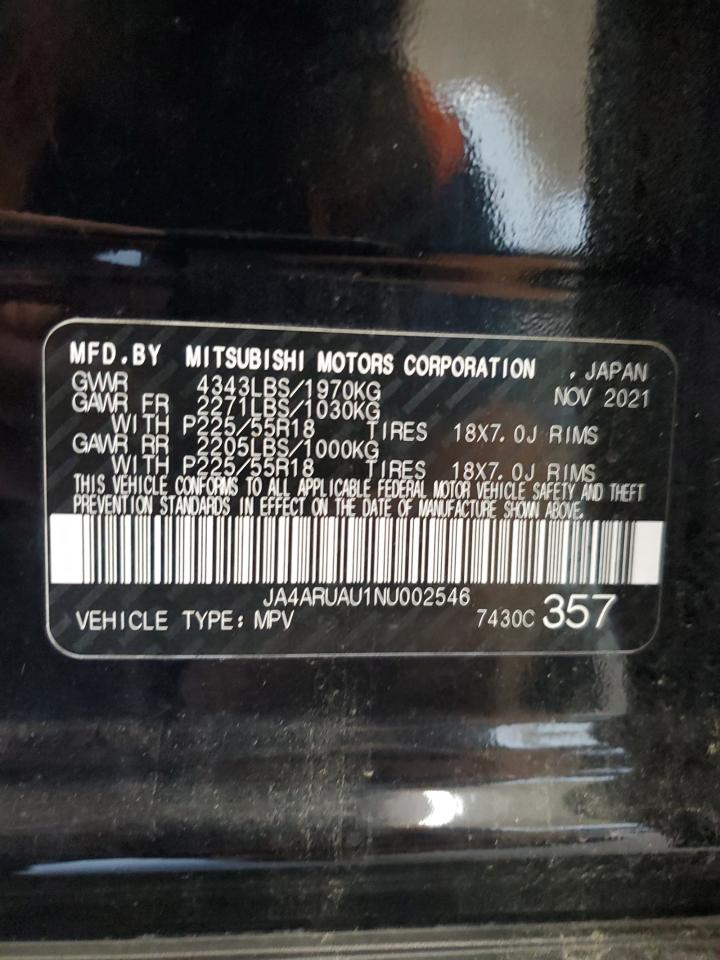 MFD.BY MITSUBISHI MOTORS CORPORATION , JAPAN
NOV 2021
GVWR 4343LBS/1970KG
GAWR FR 2271LBS/1030KG
WITH P225/55R18 TIRES 18X7.0J RIMS
GAWR RR 2205LBS/1000KG
WITH P225/55R18 TIRES 18X7.0J RIMS
THIS VEHICLE CONFORMS TO ALL APPLICABLE FEDERAL MOTOR VEHICLE SAFETY AND THEFT
PREVENTION STANDARDS IN EFFECT ON THE DATE OF MANUFACTURE SHOWN ABOVE.
JA4ARUAU1NU002546
VEHICLE TYPE: MPV 7430C 357